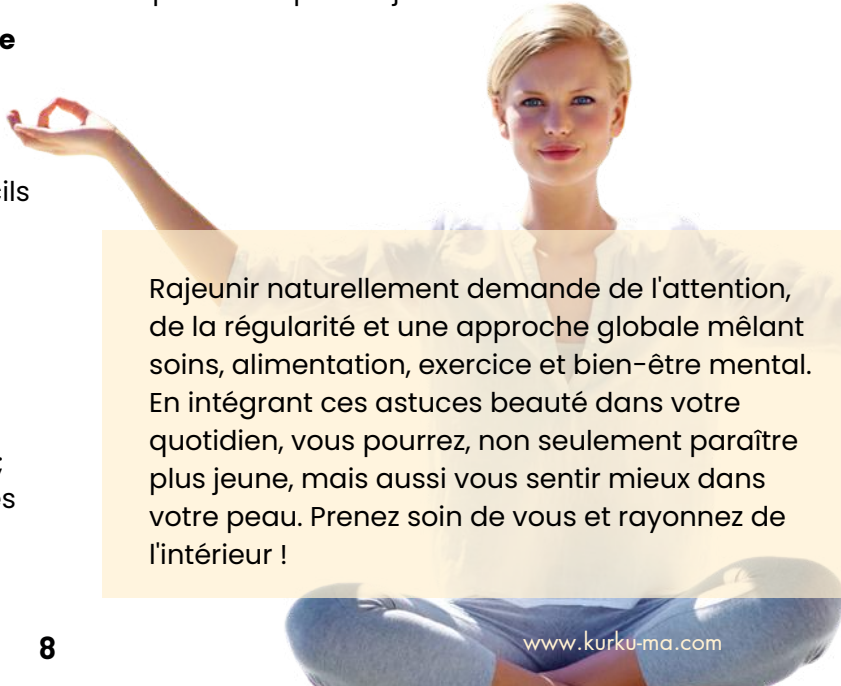 e
ils
Rajeunir naturellement demande de l'attention,
de la régularité et une approche globale mêlant
soins, alimentation, exercice et bien-être mental.
En intégrant ces astuces beauté dans votre
quotidien, vous pourrez, non seulement paraître
plus jeune, mais aussi vous sentir mieux dans
votre peau. Prenez soin de vous et rayonnez de
l'intérieur !
s
8
www.kurku-ma.com